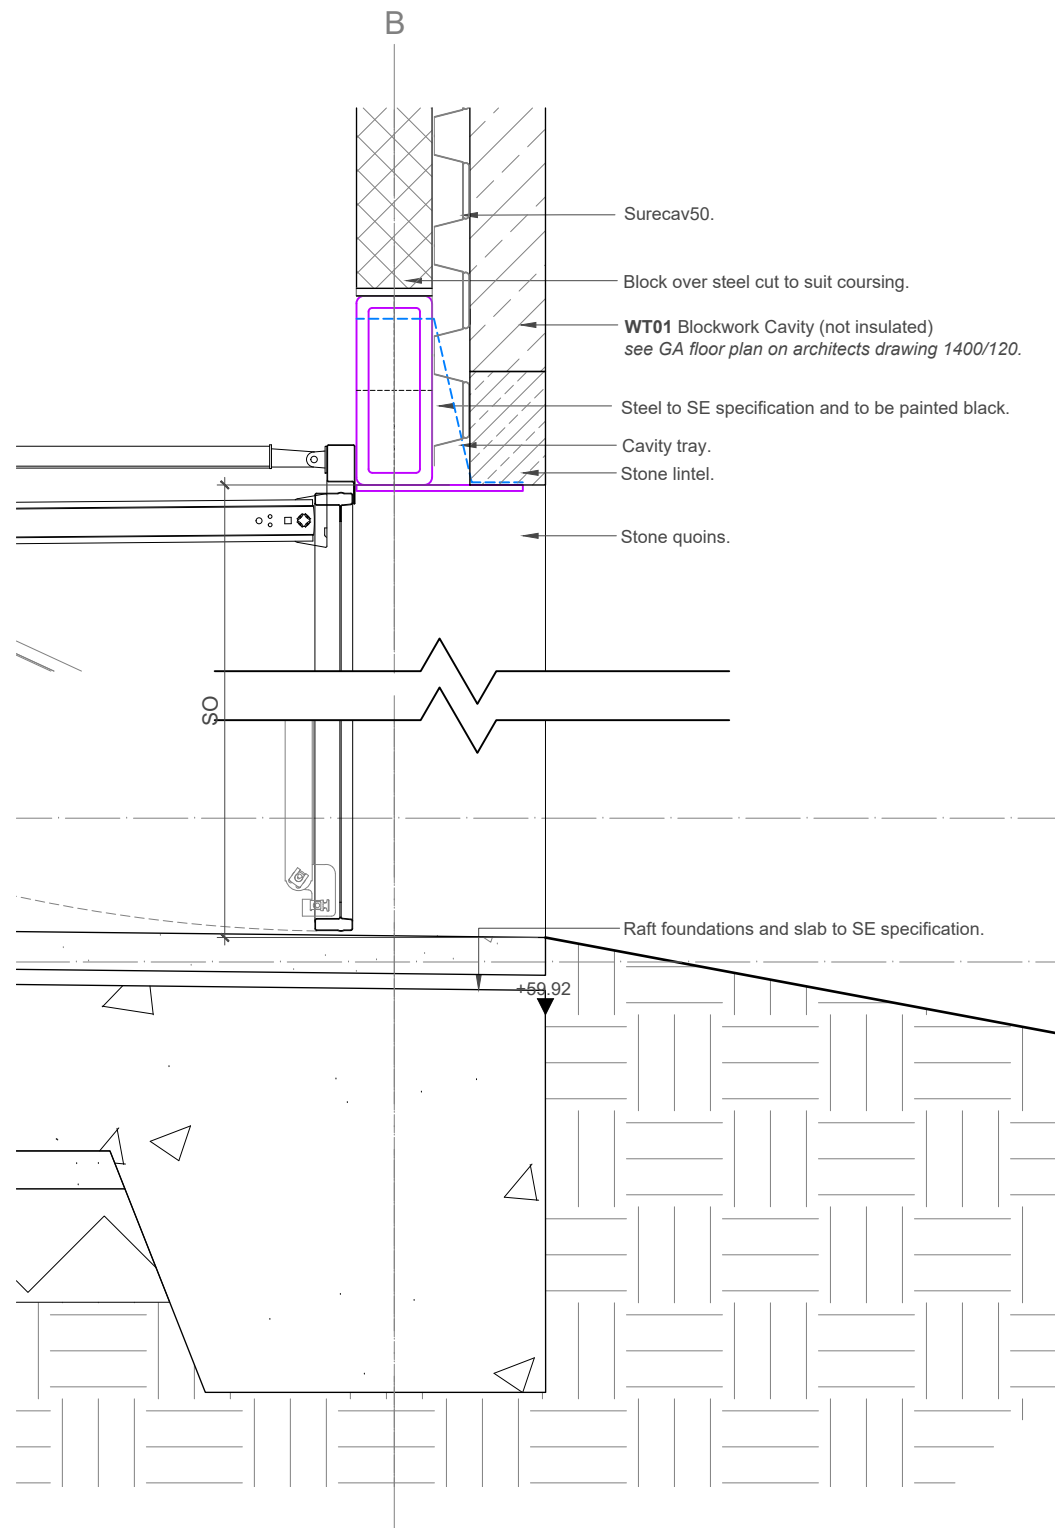 B
Surecav50.
Block over steel cut to suit coursing.
WT01 Blockwork Cavity (not insulated)
see GA floor plan on architects drawing 1400/120.
Steel to SE specification and to be painted black.
Cavity tray.
Stone lintel.
Stone quoins.
SO
Raft foundations and slab to SE specification.
+59.92